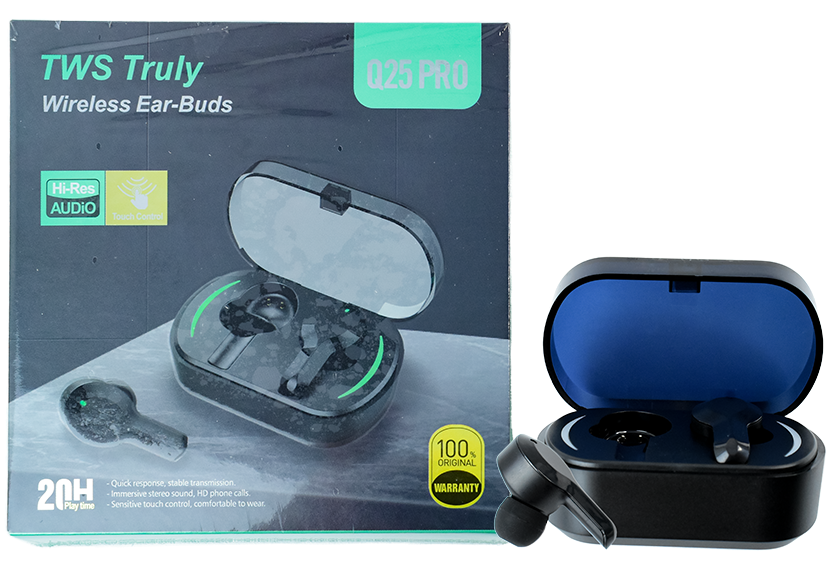 TWS Truly
Wireless Ear-Buds
Q25 PRO
Hi-Res
AUDiO
Touch Control
100%
ORIGINAL
WARRANTY
20H
Play time
- Quick response, stable transmission.
- Immersive stereo sound, HD phone calls.
- Sensitive touch control, comfortable to wear.